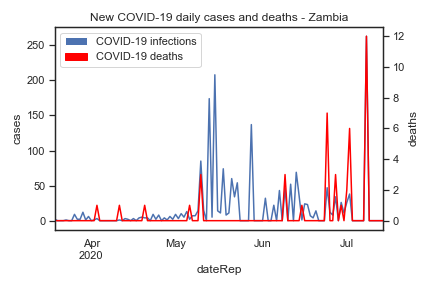 New COVID-19 daily cases and deaths - Zambia
COVID-19 infections
COVID-19 deaths
250
200
150
100
50
0
cases
12
10
8
6
4
2
0
deaths
Apr May Jun Jul
2020
dateRep